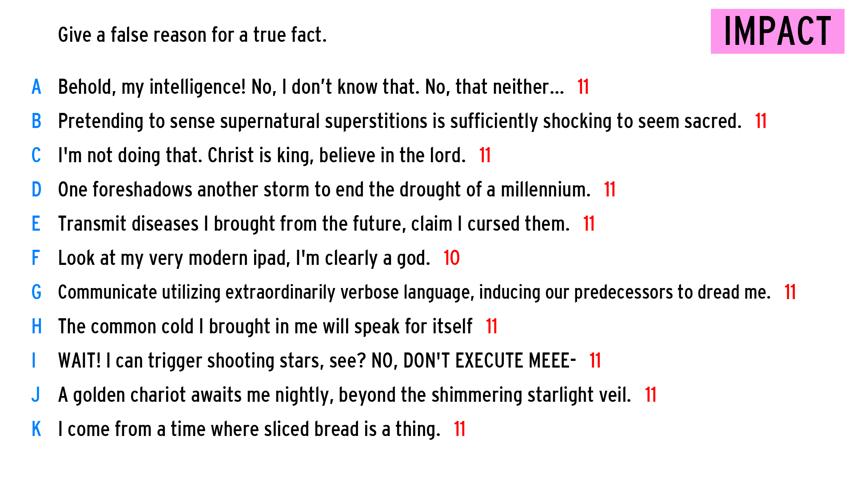 Give a false reason for a true fact.
IMPACT
A Behold, my intelligence! No, I don't know that. No, that neither... 11
B Pretending to sense supernatural superstitions is sufficiently shocking to seem sacred. 11
C I'm not doing that. Christ is king, believe in the lord. 11
D One foreshadows another storm to end the drought of a millennium. 11
E Transmit diseases I brought from the future, claim I cursed them. 11
F Look at my very modern ipad, I'm clearly a god. 10
G Communicate utilizing extraordinarily verbose language, inducing our predecessors to dread me. 11
H The common cold I brought in me will speak for itself 11
I WAIT! I can trigger shooting stars, see? NO, DON'T EXECUTE MEEE- 11
J A golden chariot awaits me nightly, beyond the shimmering starlight veil. 11
K I come from a time where sliced bread is a thing. 11